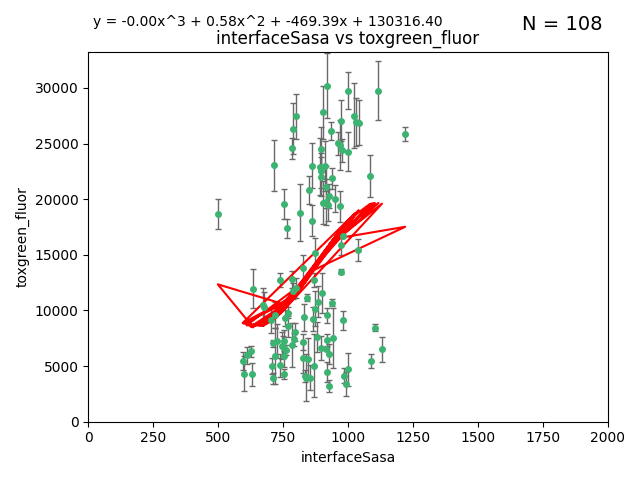 y = -0.00x^3 + 0.58x^2 + -469.39x + 130316.40
N = 108
interfaceSasa vs toxgreen_fluor
toxgreen_fluor
30000
25000
20000
15000
10000
5000
0
0 250 500 750 1000 1250 1500 1750 2000
interfaceSasa